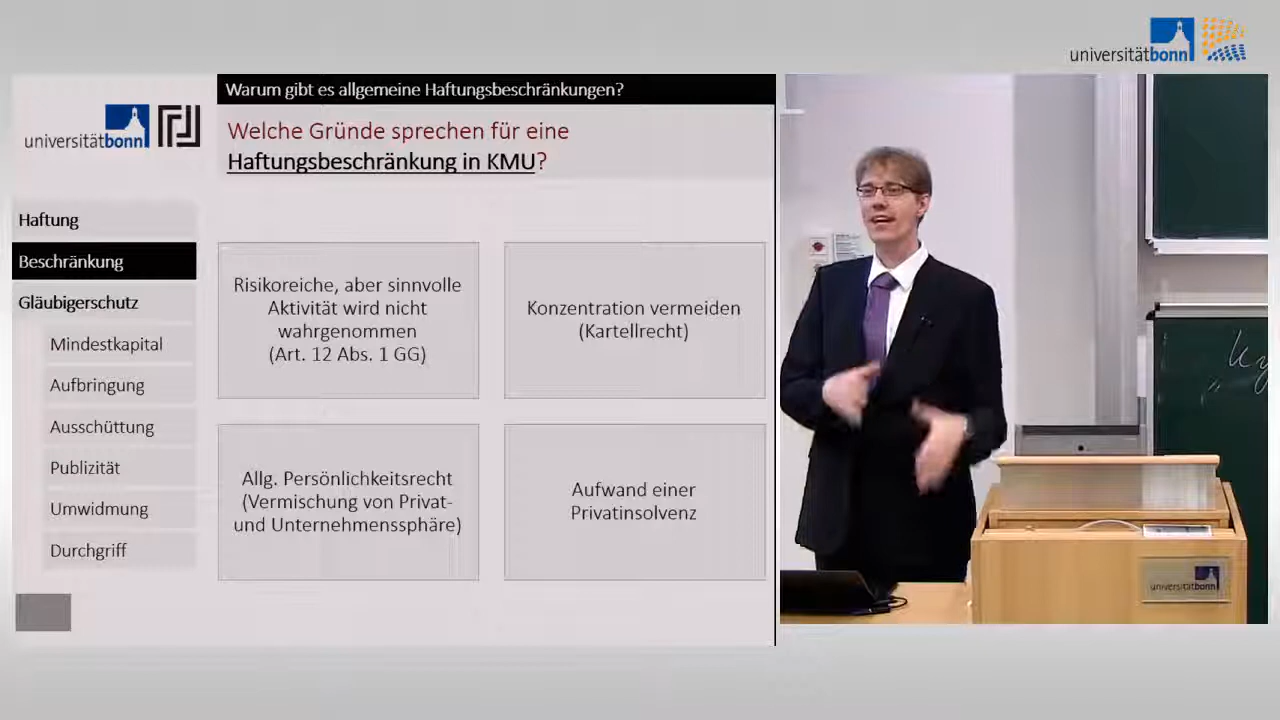 universitätbonn
Warum gibt es allgemeine Haftungsbeschränkungen?
universitätbonn
Welche Gründe sprechen für eine
Haftungsbeschränkung in KMU?
Haftung
Beschränkung
Gläubigerschutz
Mindestkapital
Aufbringung
Ausschüttung
Publizität
Umwidmung
Durchgriff
Risikoreiche, aber sinnvolle
Aktivität wird nicht
wahrgenommen
(Art. 12 Abs. 1 GG)
Konzentration vermeiden
(Kartellrecht)
Allg. Persönlichkeitsrecht
(Vermischung von Privat-
und Unternehmenssphäre)
Aufwand einer
Privatinsolvenz
universitätbonn